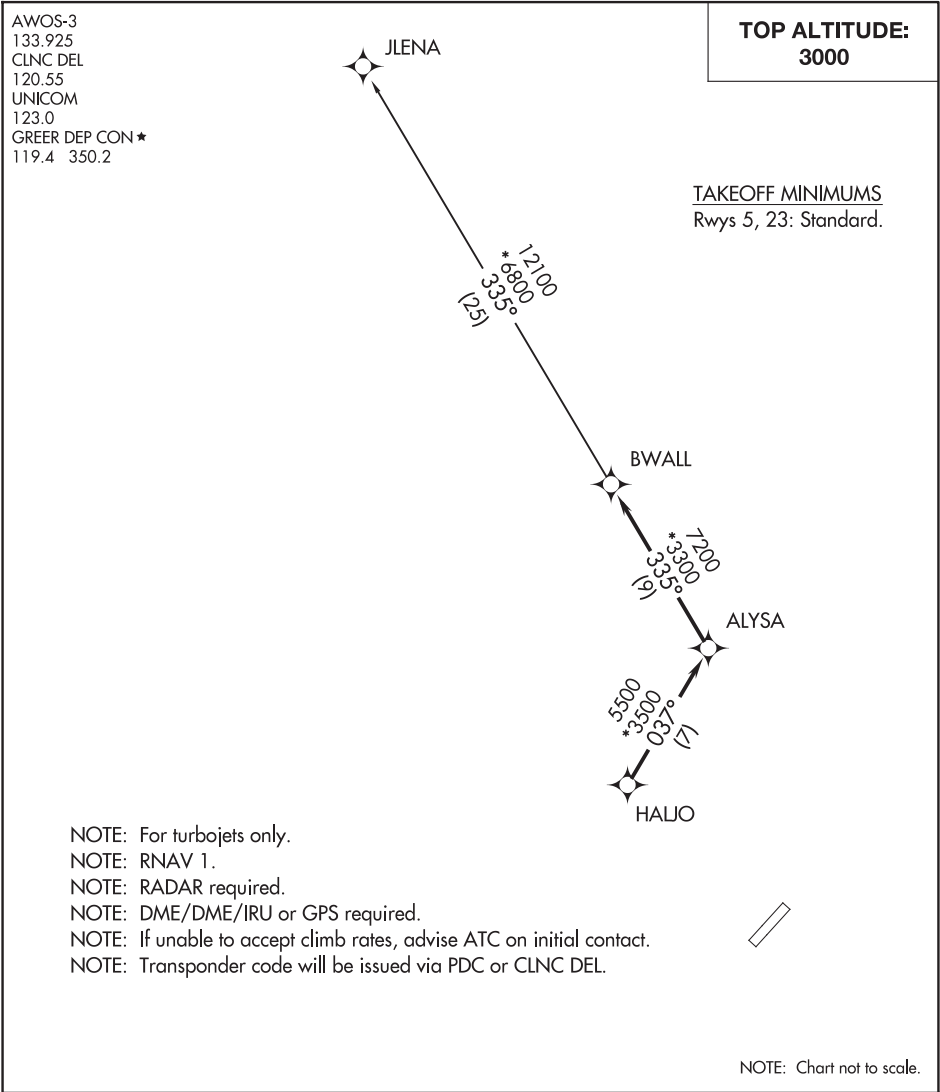 AWOS-3
133.925
CLNC DEL
120.55
UNICOM
123.0
GREER DEP CON ★
119.4 350.2
TOP ALTITUDE:
3000
JLENA
TAKEOFF MINIMUMS
Rwys 5, 23: Standard.
12100
*6800
335°
(25)
BWALL
7200
*3300
335°
(9)
ALYSA
5500
*3500
037°
(7)
HALJO
NOTE: For turbojets only.
NOTE: RNAV 1.
NOTE: RADAR required.
NOTE: DME/DME/IRU or GPS required.
NOTE: If unable to accept climb rates, advise ATC on initial contact.
NOTE: Transponder code will be issued via PDC or CLNC DEL.
NOTE: Chart not to scale.